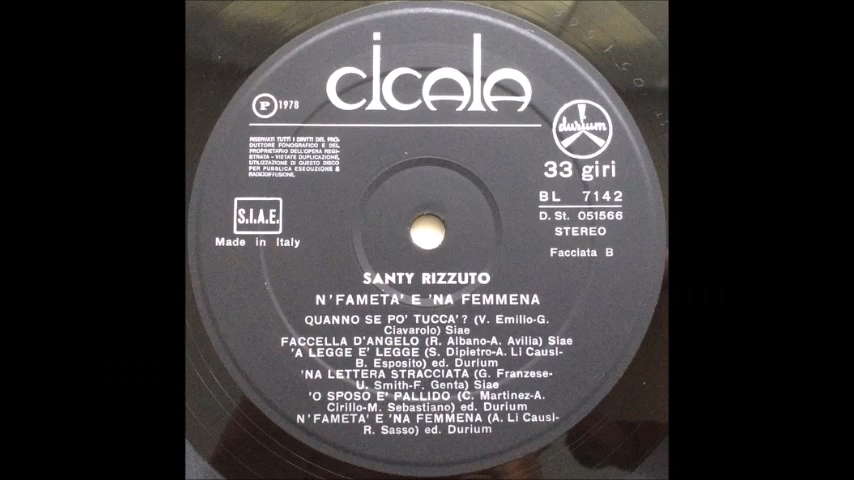 cicala
P 1978
RISERVATI TUTTI I DIRITTI DEL PRO-
DUTTORE FONOGRAFICO E DEL
PROPRIETARIO DELL'OPERA REGI-
STRATA - VIETATE DUPLICAZIONE,
UTILIZZAZIONE DI QUESTO DISCO
PER PUBBLICA ESECUZIONE E
RADIODIFFUSIONE.
durium
33 giri
BL 7142
D. St. 051566
STEREO
Facciata B
S.I.A.E.
Made in Italy
SANTY RIZZUTO
N'FAMETA' E 'NA FEMMENA
QUANNO SE PO' TUCCA'? (V. Emilio-G.
Ciavarolo) Siae
FACCELLA D'ANGELO (R. Albano-A. Avilia) Siae
'A LEGGE E' LEGGE (S. Dipietro-A. Li Causi-
B. Esposito) ed. Durium
'NA LETTERA STRACCIATA (G. Franzese-
U. Smith-F. Genta) Siae
'O SPOSO E' PALLIDO (C. Martinez-A.
Cirillo-M. Sebastiano) ed. Durium
N'FAMETA' E 'NA FEMMENA (A. Li Causi-
R. Sasso) ed. Durium